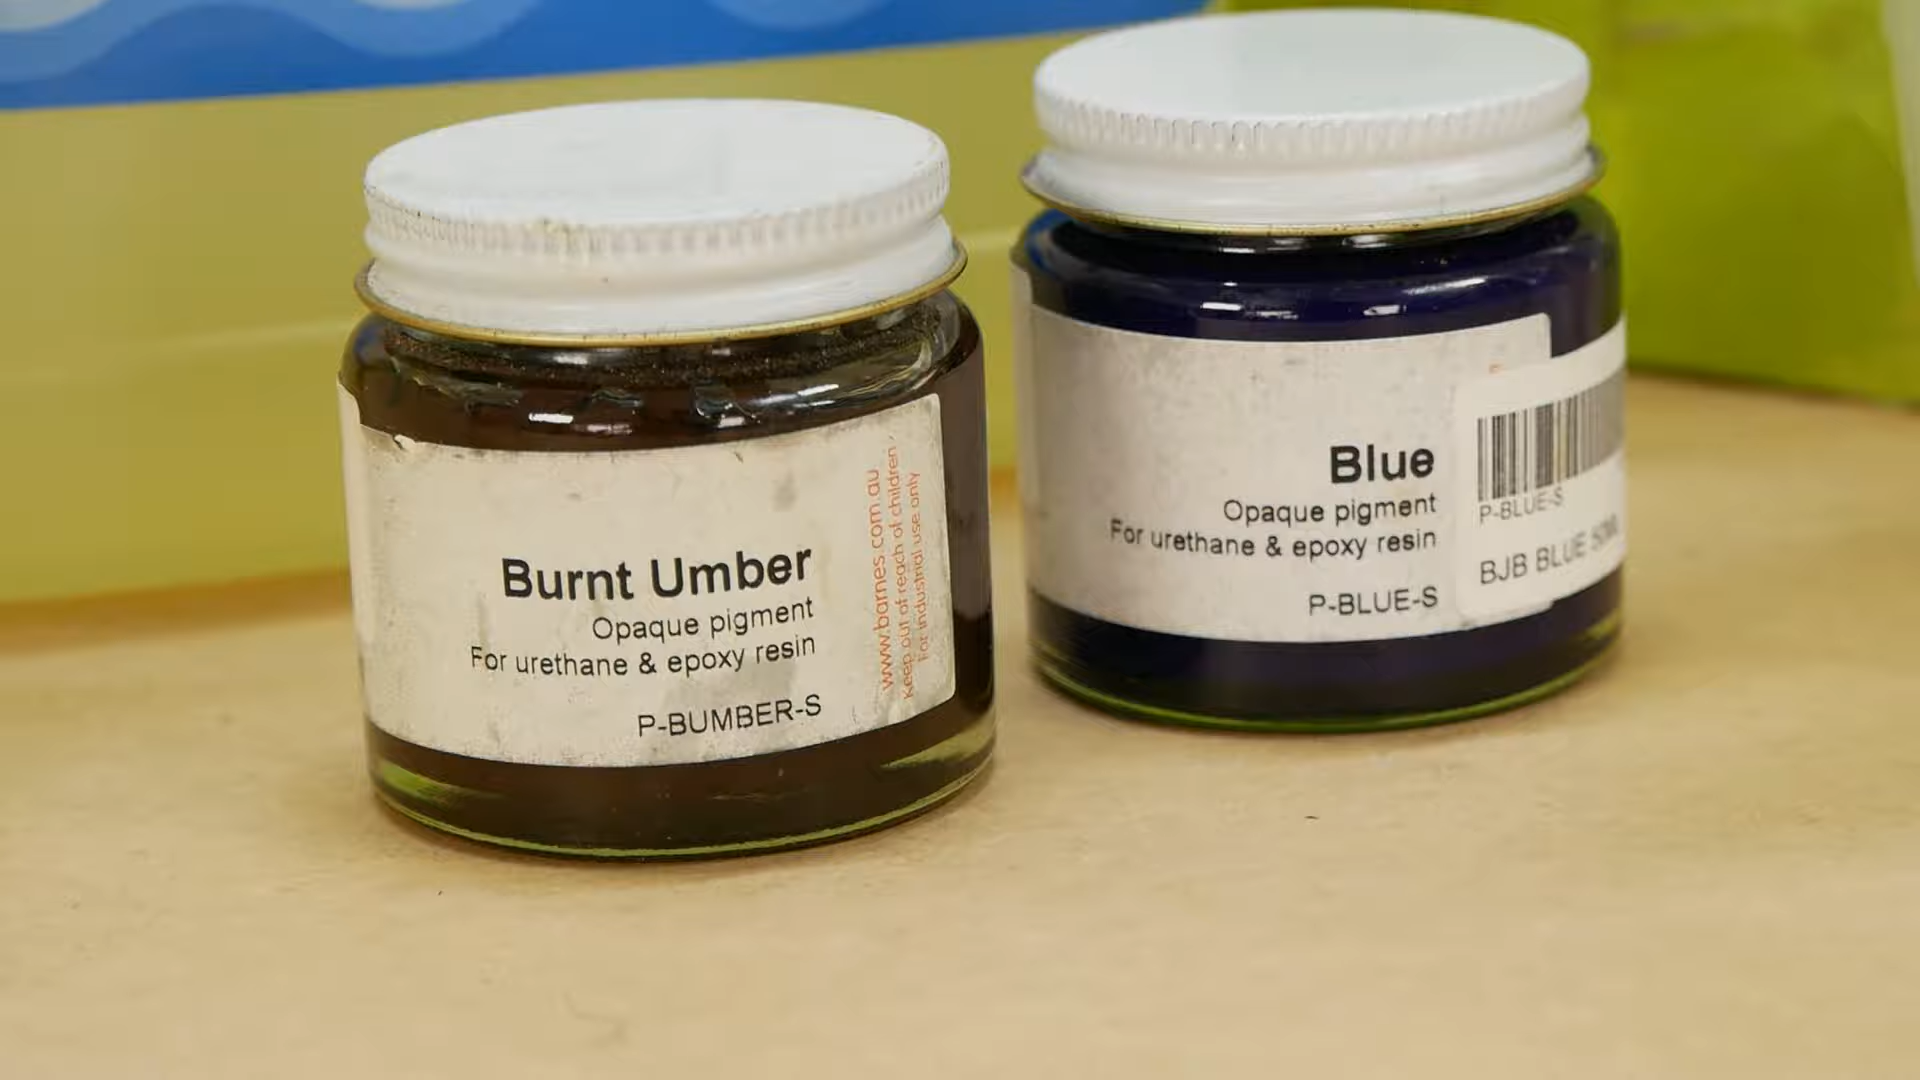 Burnt Umber
Opaque pigment
For urethane & epoxy resin
P-BUMBER-S
www.barnes.com.au
Keep out of reach of children
For industrial use only
Blue
Opaque pigment
For urethane & epoxy resin
P-BLUE-S
P-BLUE-S
BJB BLUE 50ML